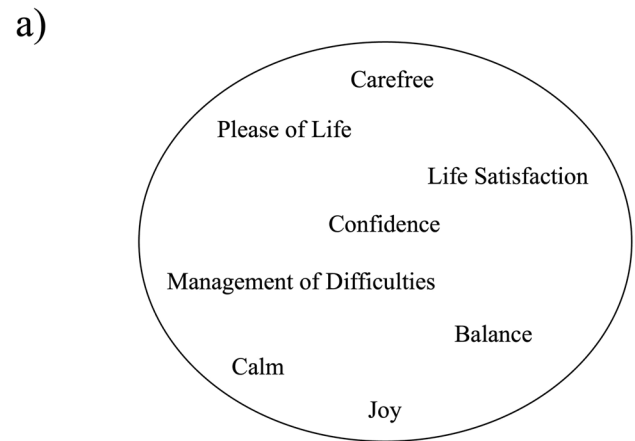 a)
Carefree
Please of Life
Life Satisfaction
Confidence
Management of Difficulties
Balance
Calm
Joy